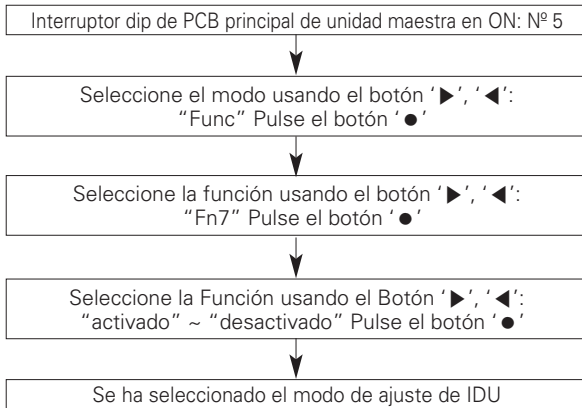 Interruptor dip de PCB principal de unidad maestra en ON: Nº 5
Seleccione el modo usando el botón ‘▶’, ‘◀’:
“Func” Pulse el botón ‘●’
Seleccione la función usando el botón ‘▶’, ‘◀’:
“Fn7” Pulse el botón ‘●’
Seleccione la Función usando el Botón ‘▶’, ‘◀’:
“activado” ~ “desactivado” Pulse el botón ‘●’
Se ha seleccionado el modo de ajuste de IDU